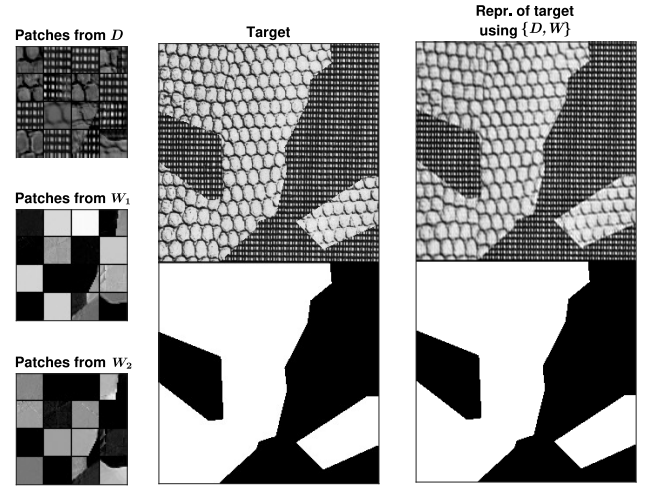 Patches from D
Target
Repr. of target
using {D, W}
Patches from W₁
Patches from W₂